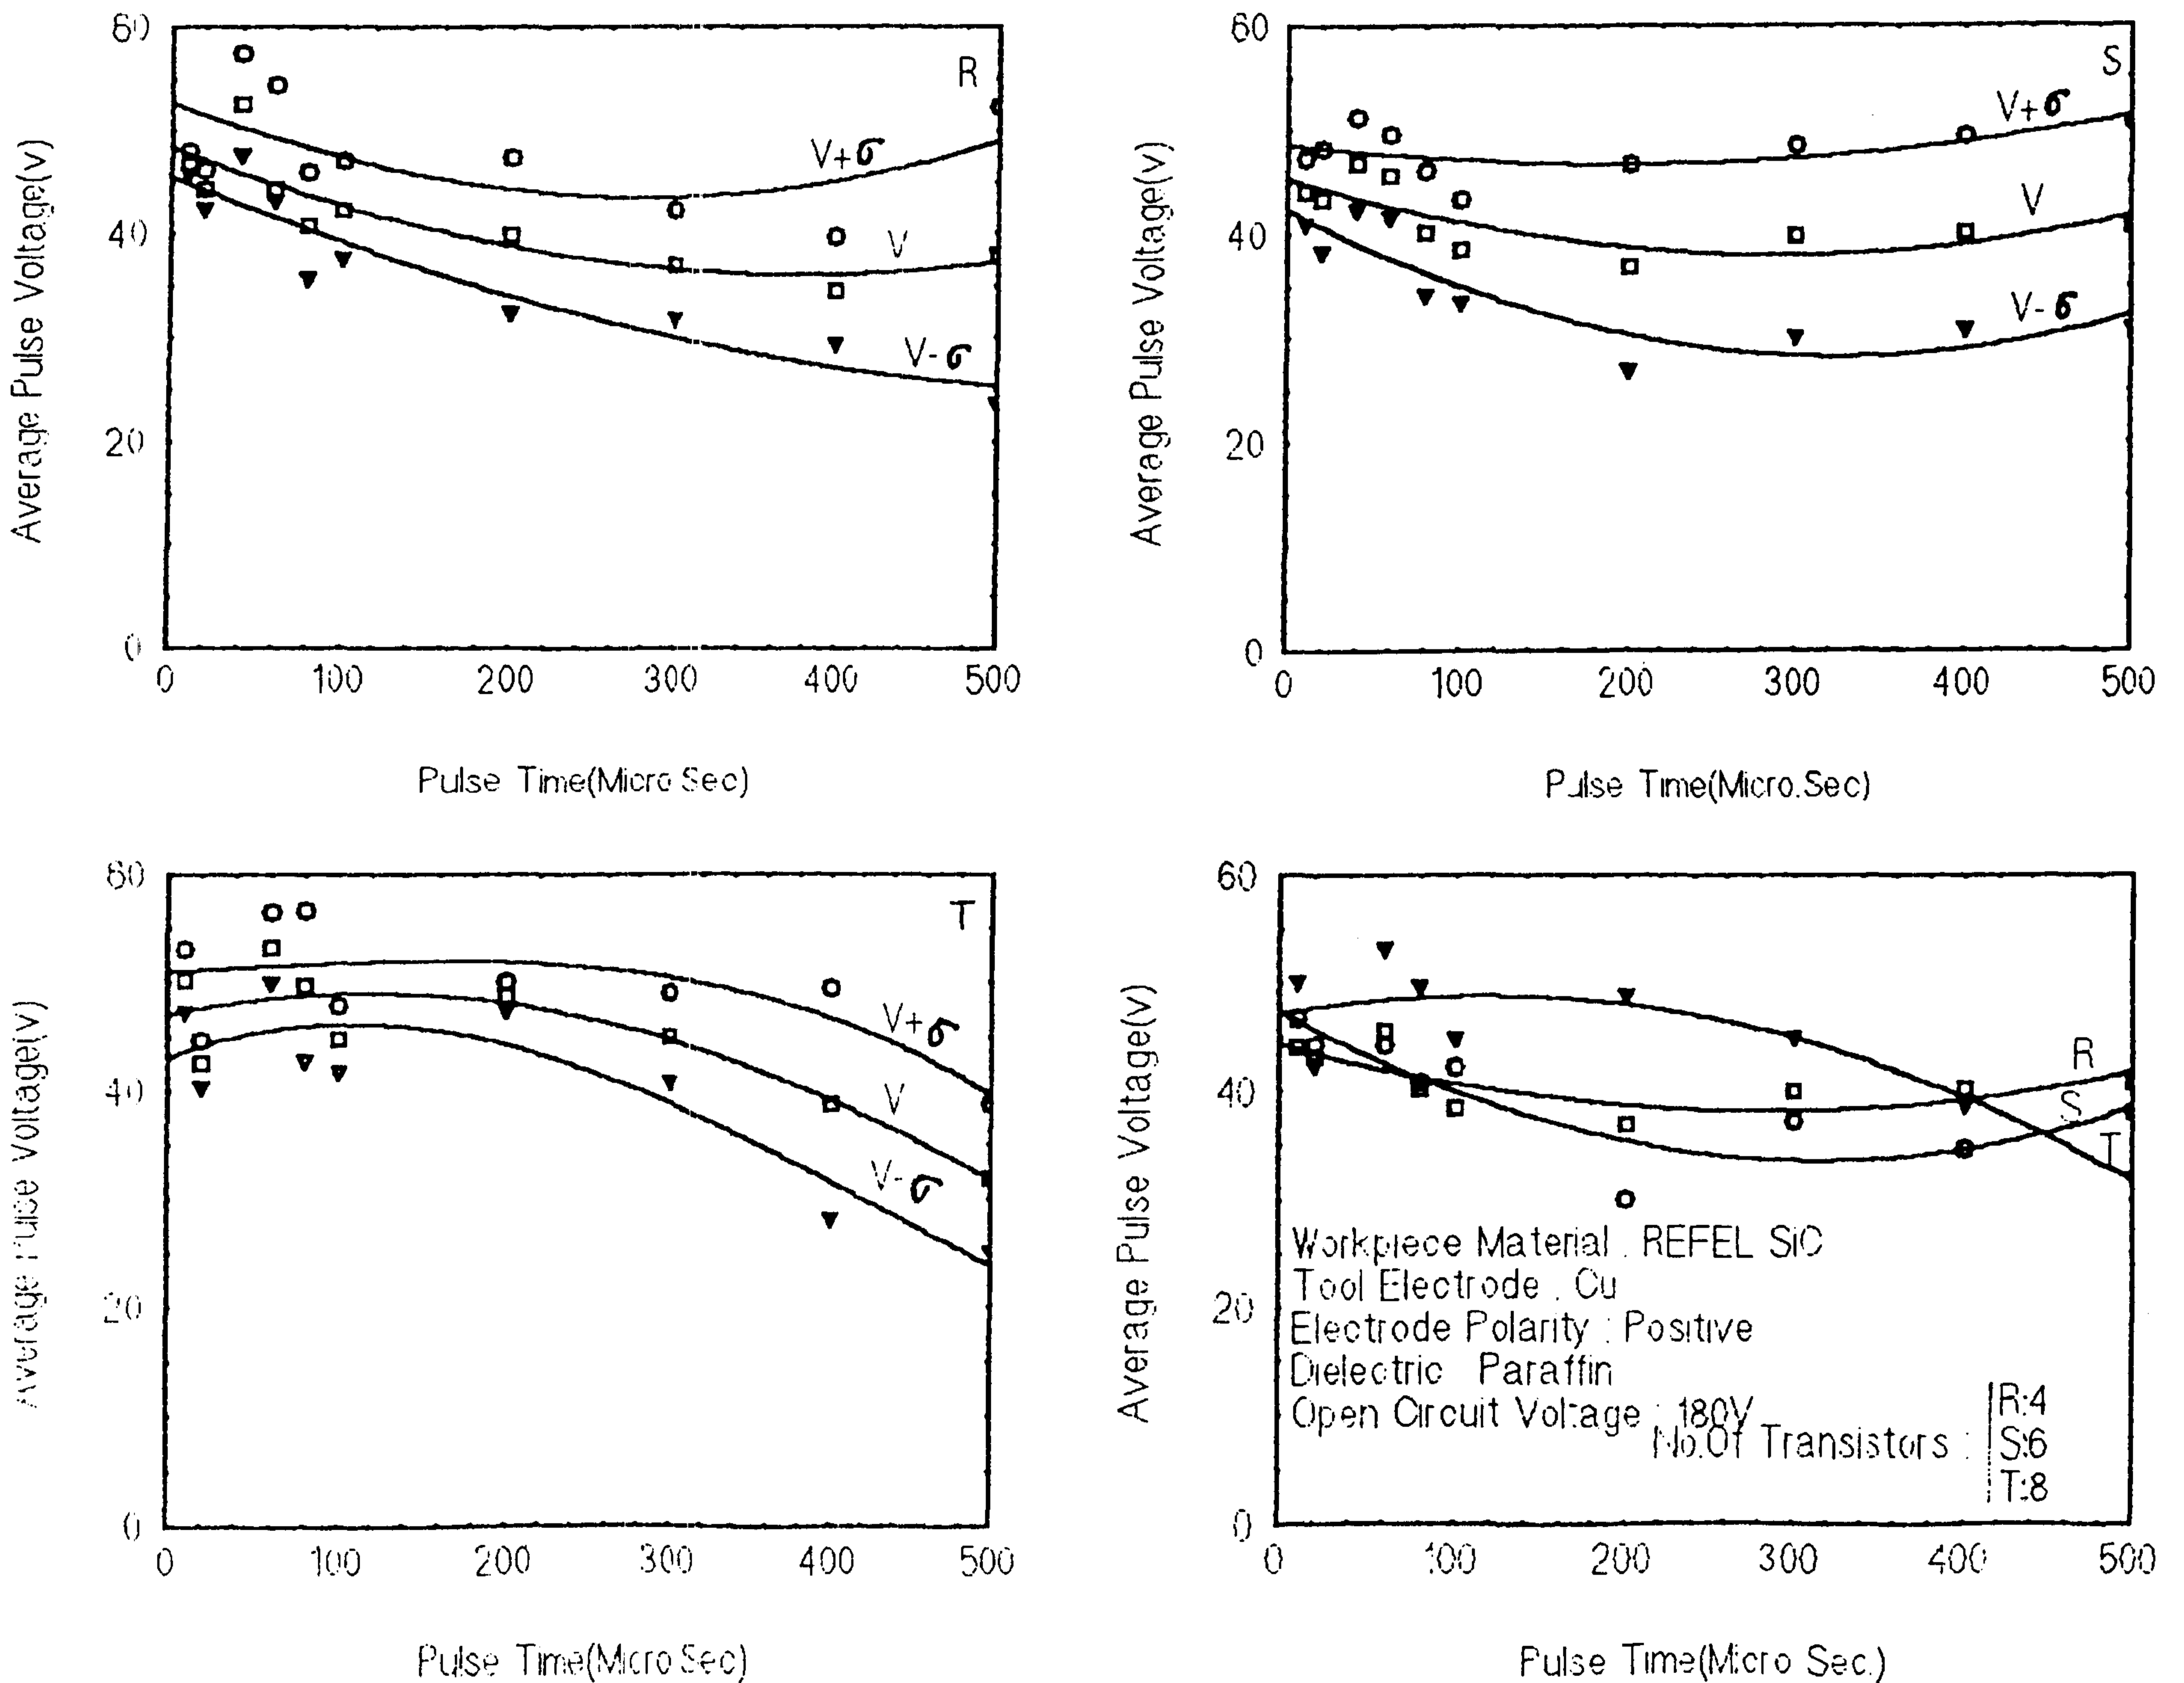 60
R
V+σ
Average Pulse Voltage(v)
40
V
V-σ
20
0
0 100 200 300 400 500
Pulse Time(Micro Sec)
60
S
V+σ
Average Pulse Voltage(v)
V
40
V-σ
20
0
0 100 200 300 400 500
Pulse Time(Micro.Sec)
60
T
V+σ
Average Pulse Voltage(v)
40
V
V-σ
20
0
0 100 200 300 400 500
Pulse Time(Micro Sec)
60
R
Average Pulse Voltage(v)
40
S
T
Workpiece Material : REFEL SiC
Tool Electrode : Cu
20
Electrode Polarity : Positive
Dielectric Paraffin
Open Circuit Voltage : 180V
No.Of Transistors :
R:4
S:6
T:8
0
0 100 200 300 400 500
Pulse Time(Micro Sec.)